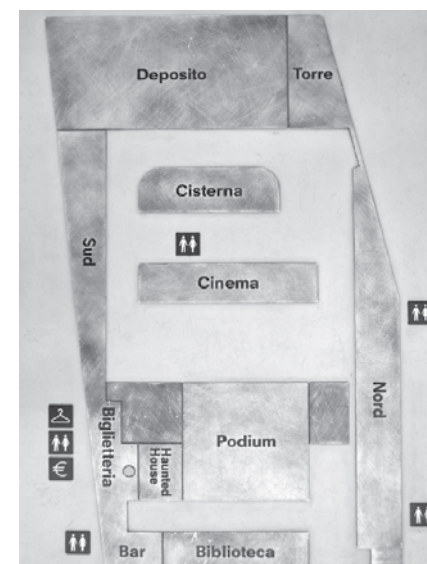 Deposito
Torre
Cisterna
Sud
Cinema
Nord
Biglietteria
Haunted
House
Podium
€
Bar
Biblioteca